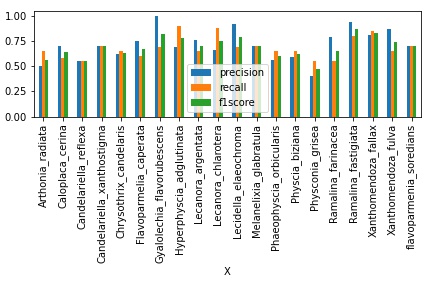 1.00
0.75
0.50
0.25
0.00
precision
recall
f1score
Arthonia_radiata
Caloplaca_cerina
Candelariella_reflexa
Candelariella_xanthostigma
Chrysothrix_candelaris
Flavoparmelia_caperata
Gyalolechia_flavorubescens
Hyperphyscia_adglutinata
Lecanora_argentata
Lecanora_chlarotera
Lecidella_elaeochroma
Melanelixia_glabratula
Phaeophyscia_orbicularis
Physcia_biziana
Physconia_grisea
Ramalina_farinacea
Ramalina_fastigiata
Xanthomendoza_fallax
Xanthomendoza_fulva
flavoparmenia_soredians
X